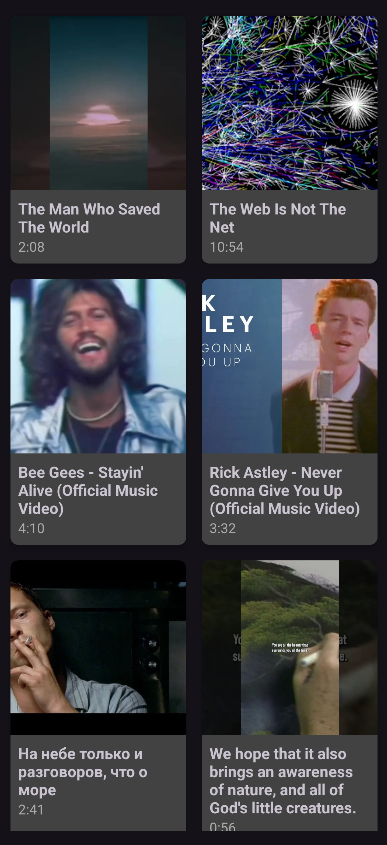 The Man Who Saved
The World
2:08
The Web Is Not The
Net
10:54
K
LEY
GONNA
OU UP
Bee Gees - Stayin'
Alive (Official Music
Video)
4:10
Rick Astley - Never
Gonna Give You Up
(Official Music Video)
3:32
На небе только и
разговоров, что о
море
2:41
We hope that it also
brings an awareness
of nature, and all of
God's little creatures.
0:56